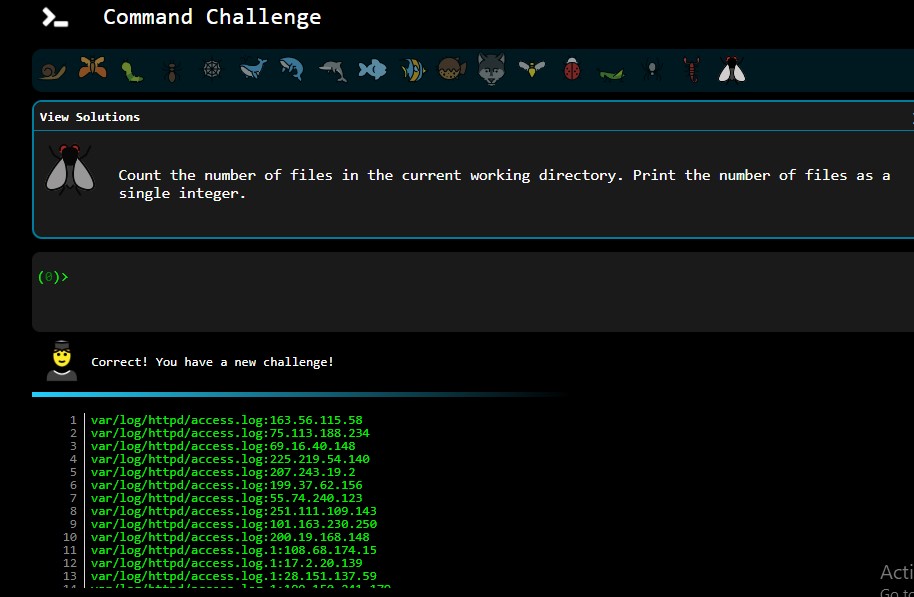 Command Challenge
View Solutions
Count the number of files in the current working directory. Print the number of files as a
single integer.
(0)>
Correct! You have a new challenge!
1 var/log/httpd/access.log:163.56.115.58
2 var/log/httpd/access.log:75.113.188.234
3 var/log/httpd/access.log:69.16.40.148
4 var/log/httpd/access.log:225.219.54.140
5 var/log/httpd/access.log:207.243.19.2
6 var/log/httpd/access.log:199.37.62.156
7 var/log/httpd/access.log:55.74.240.123
8 var/log/httpd/access.log:251.111.109.143
9 var/log/httpd/access.log:101.163.230.250
10 var/log/httpd/access.log:200.19.168.148
11 var/log/httpd/access.log.1:108.68.174.15
12 var/log/httpd/access.log.1:17.2.20.139
13 var/log/httpd/access.log.1:28.151.137.59
Acti
Go to